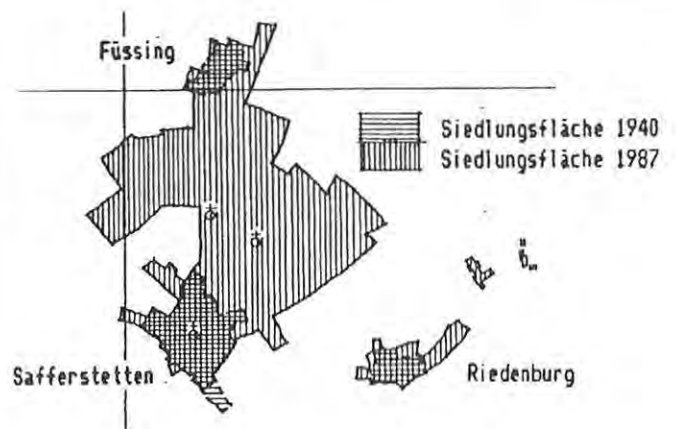 Füssing
Siedlungsfläche 1940
Siedlungsfläche 1987
Safferstetten
Riedenburg